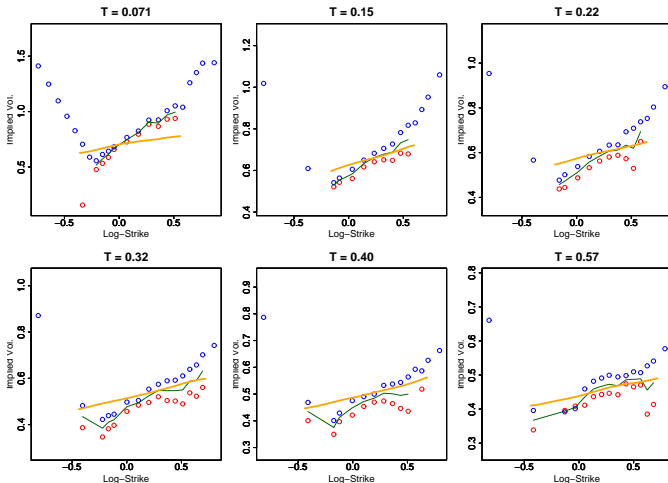 T = 0.071
T = 0.15
T = 0.22
Implied Vol.
0.5
1.0
1.5
−0.5
0.0
0.5
Log−Strike
Implied Vol.
0.4
0.6
0.8
1.0
1.2
−0.5
0.0
0.5
Log−Strike
Implied Vol.
0.4
0.6
0.8
1.0
−0.5
0.0
0.5
Log−Strike
T = 0.32
T = 0.40
T = 0.57
Implied Vol.
0.4
0.6
0.8
1.0
−0.5
0.0
0.5
Log−Strike
Implied Vol.
0.3
0.4
0.5
0.6
0.7
0.8
0.9
−0.5
0.0
0.5
Log−Strike
Implied Vol.
0.3
0.4
0.5
0.6
0.7
0.8
−0.5
0.0
0.5
Log−Strike